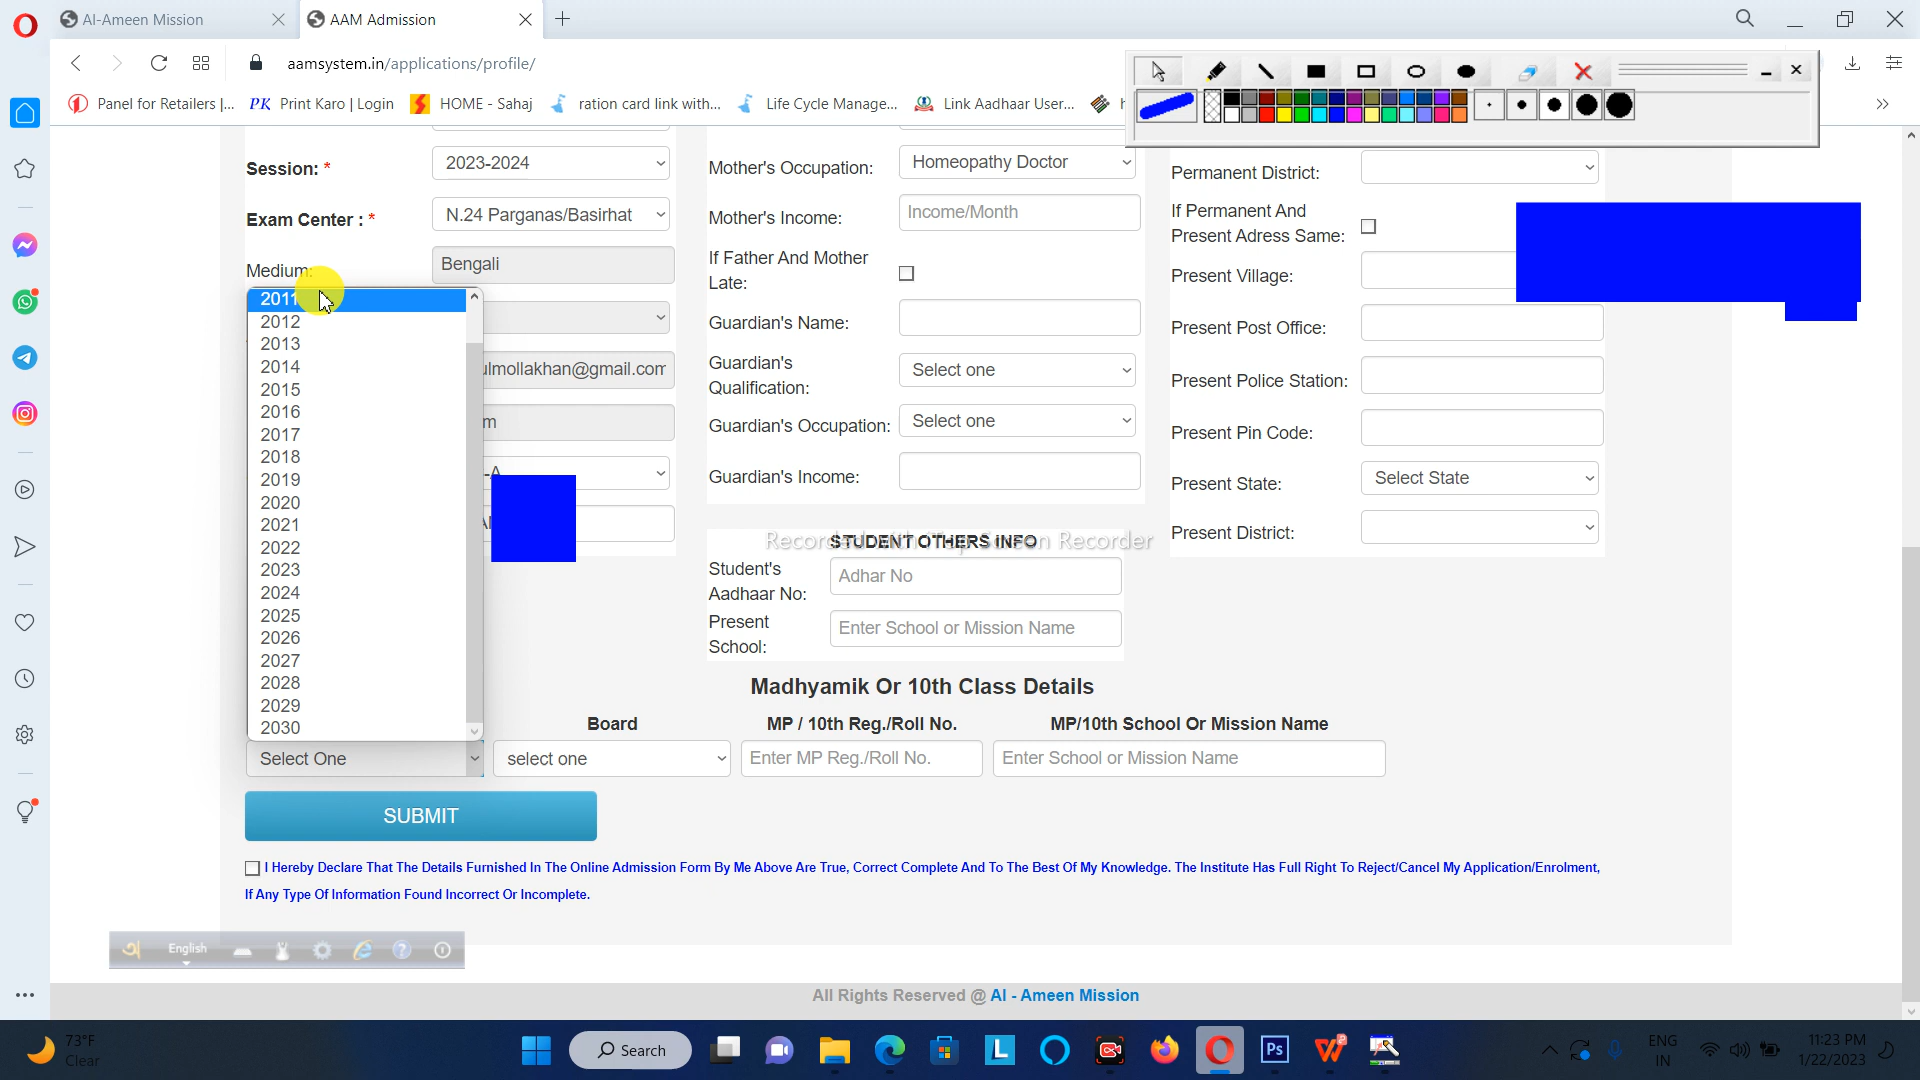 Al-Ameen Mission
AAM Admission
aamsystem.in/applications/profile/
Panel for Retailers |...
PK Print Karo | Login
HOME - Sahaj
ration card link with...
Life Cycle Manage...
Link Aadhaar User...
Session: *
2023-2024
Exam Center : *
N.24 Parganas/Basirhat
Medium:
Bengali
2011
2012
2013
2014
2015
2016
2017
2018
2019
2020
2021
2022
2023
2024
2025
2026
2027
2028
2029
2030
ulmollakhan@gmail.com
m
-A
Select One
Mother's Occupation:
Homeopathy Doctor
Mother's Income:
Income/Month
If Father And Mother
Late:
Guardian's Name:
Guardian's
Qualification:
Select one
Guardian's Occupation:
Select one
Guardian's Income:
Permanent District:
If Permanent And
Present Adress Same:
Present Village:
Present Post Office:
Present Police Station:
Present Pin Code:
Present State:
Select State
Present District:
STUDENT OTHERS INFO
Student's
Aadhaar No:
Adhar No
Present
School:
Enter School or Mission Name
Madhyamik Or 10th Class Details
Board
MP / 10th Reg./Roll No.
MP/10th School Or Mission Name
select one
Enter MP Reg./Roll No.
Enter School or Mission Name
SUBMIT
I Hereby Declare That The Details Furnished In The Online Admission Form By Me Above Are True, Correct Complete And To The Best Of My Knowledge. The Institute Has Full Right To Reject/Cancel My Application/Enrolment,
If Any Type Of Information Found Incorrect Or Incomplete.
অ English
All Rights Reserved @ Al - Ameen Mission
73°F
Clear
Search
Ps
ENG
IN
11:23 PM
1/22/2023